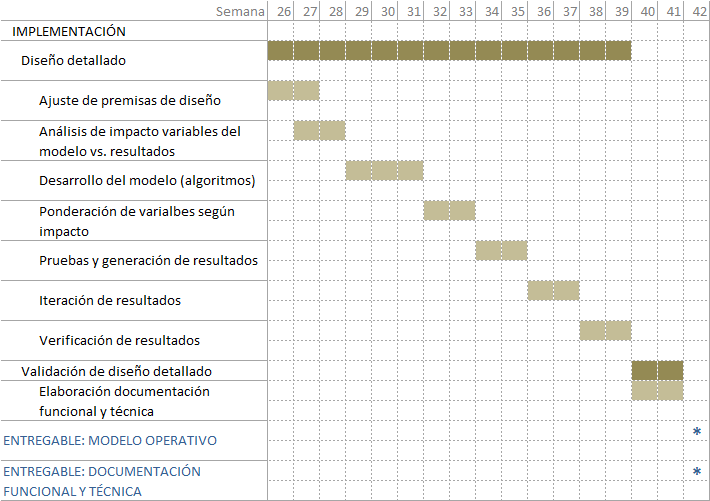 Semana 26 27 28 29 30 31 32 33 34 35 36 37 38 39 40 41 42
IMPLEMENTACIÓN
Diseño detallado
Ajuste de premisas de diseño
Análisis de impacto variables del
modelo vs. resultados
Desarrollo del modelo (algoritmos)
Ponderación de varialbes según
impacto
Pruebas y generación de resultados
Iteración de resultados
Verificación de resultados
Validación de diseño detallado
Elaboración documentación
funcional y técnica
ENTREGABLE: MODELO OPERATIVO *
ENTREGABLE: DOCUMENTACIÓN *
FUNCIONAL Y TÉCNICA